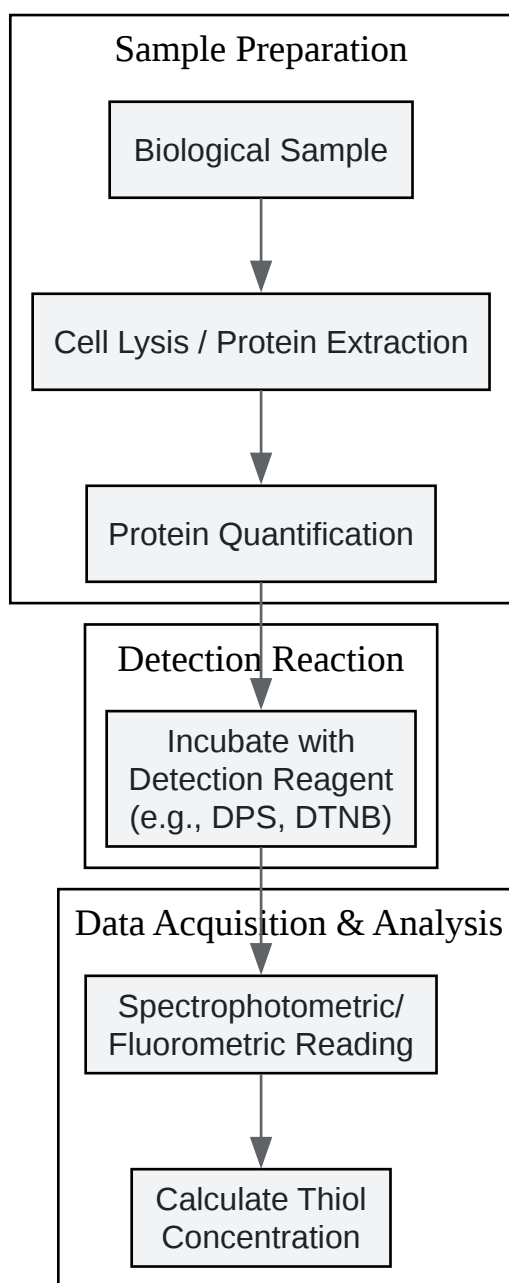 Sample Preparation
Biological Sample
Cell Lysis / Protein Extraction
Protein Quantification
Detection Reaction
Incubate with
Detection Reagent
(e.g., DPS, DTNB)
Data Acquisition & Analysis
Spectrophotometric/
Fluorometric Reading
Calculate Thiol
Concentration